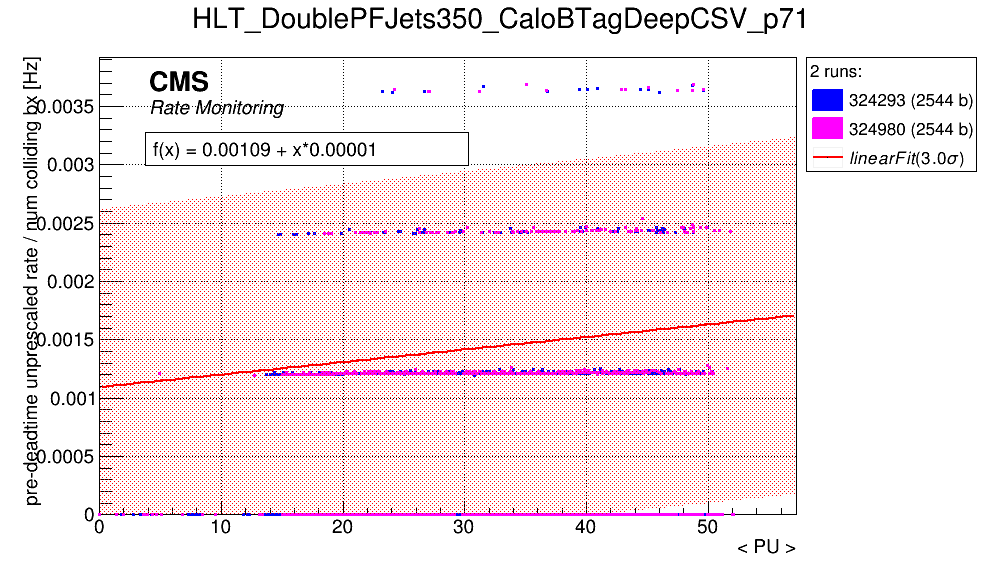 HLT_DoublePFJets350_CaloBTagDeepCSV_p71
pre-deadtime unprescaled rate / num colliding bx [Hz]
CMS
Rate Monitoring
f(x) = 0.00109 + x*0.00001
0.0035
0.003
0.0025
0.002
0.0015
0.001
0.0005
0
0 10 20 30 40 50
< PU >
2 runs:
324293 (2544 b)
324980 (2544 b)
linearFit(3.0σ)